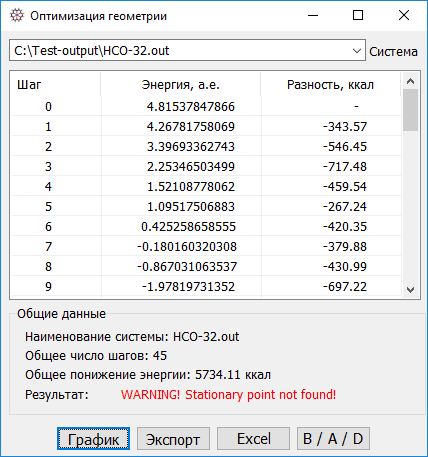 Оптимизация геометрии
C:\Test-output\HCO-32.out Система
Шаг Энергия, а.е. Разность, ккал
0 4.81537847866 -
1 4.26781758069 -343.57
2 3.39693362743 -546.45
3 2.25346503499 -717.48
4 1.52108778062 -459.54
5 1.09517506883 -267.24
6 0.425258658555 -420.35
7 -0.180160320308 -379.88
8 -0.867031063537 -430.99
9 -1.97819731352 -697.22
Общие данные
Наименование системы: HCO-32.out
Общее число шагов: 45
Общее понижение энергии: 5734.11 ккал
Результат: WARNING! Stationary point not found!
График Экспорт Excel B / A / D